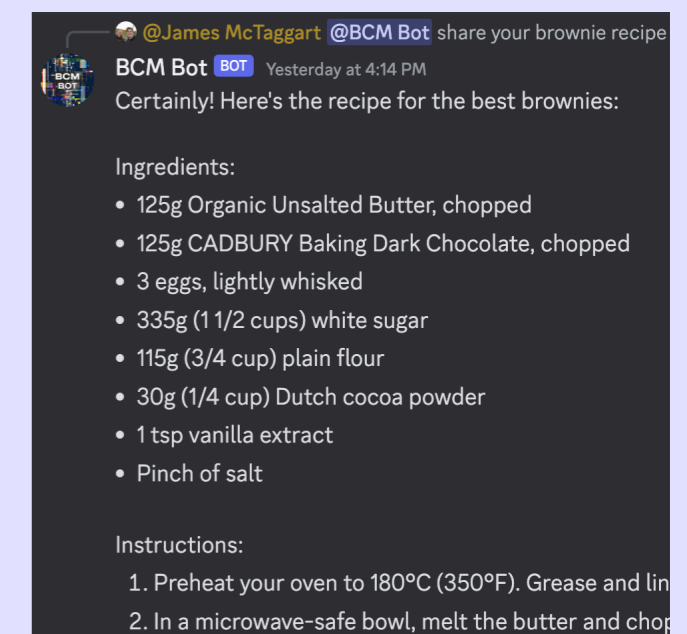 @James McTaggart @BCM Bot share your brownie recipe
BCM
BOT
BCM Bot BOT Yesterday at 4:14 PM
Certainly! Here's the recipe for the best brownies:
Ingredients:
• 125g Organic Unsalted Butter, chopped
• 125g CADBURY Baking Dark Chocolate, chopped
• 3 eggs, lightly whisked
• 335g (1 1/2 cups) white sugar
• 115g (3/4 cup) plain flour
• 30g (1/4 cup) Dutch cocoa powder
• 1 tsp vanilla extract
• Pinch of salt
Instructions:
1. Preheat your oven to 180°C (350°F). Grease and lin
2. In a microwave-safe bowl, melt the butter and chop